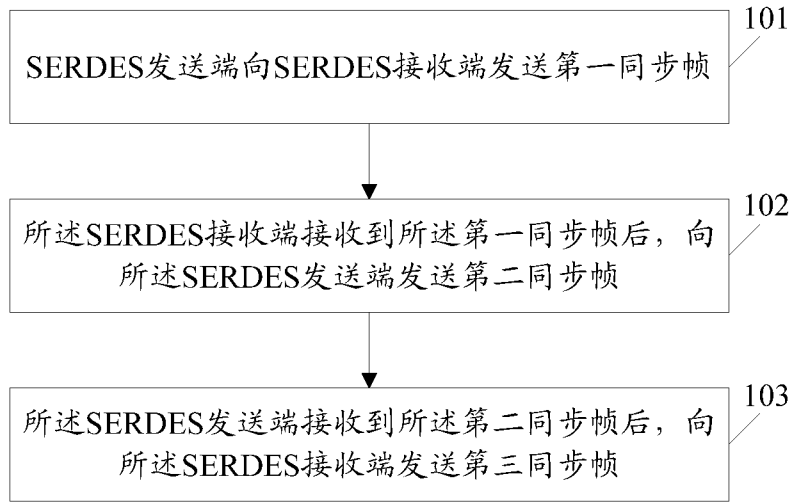 101
SERDES发送端向SERDES接收端发送第一同步帧
102
所述SERDES接收端接收到所述第一同步帧后，向
所述SERDES发送端发送第二同步帧
103
所述SERDES发送端接收到所述第二同步帧后，向
所述SERDES接收端发送第三同步帧